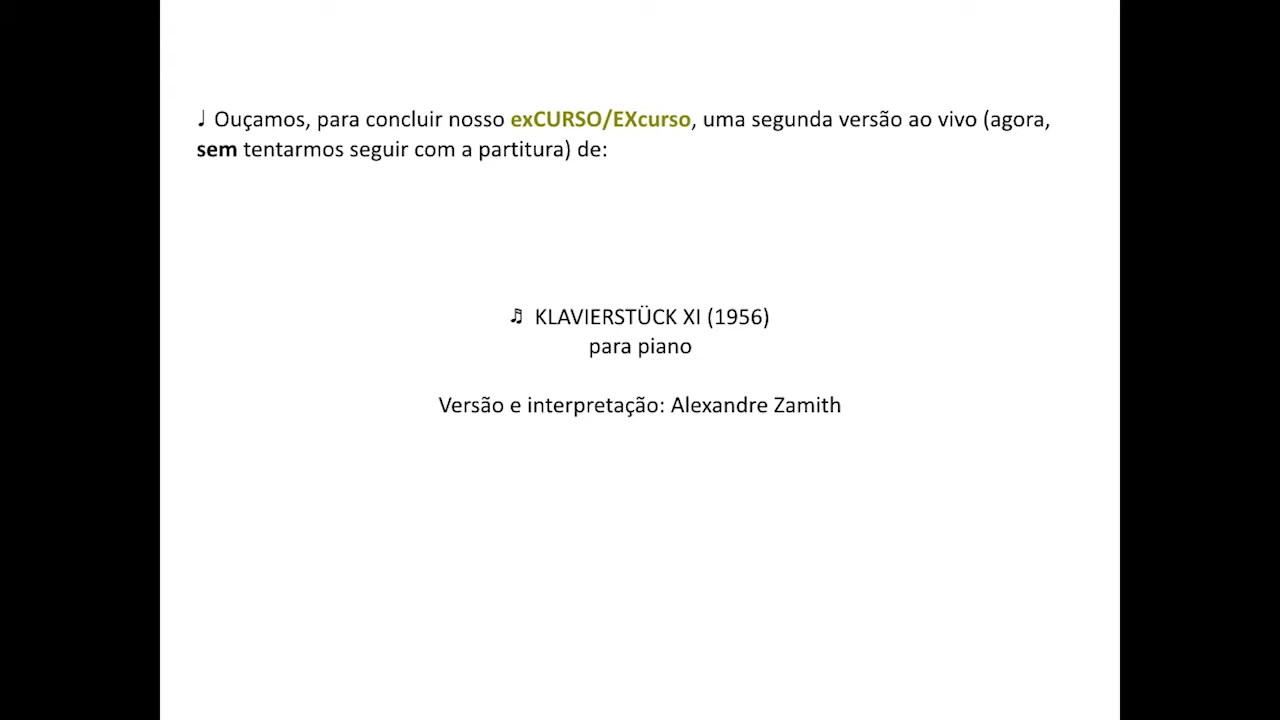 ♩ Ouçamos, para concluir nosso exCURSO/EXcurso, uma segunda versão ao vivo (agora,
sem tentarmos seguir com a partitura) de:
♬ KLAVIERSTÜCK XI (1956)
para piano
Versão e interpretação: Alexandre Zamith